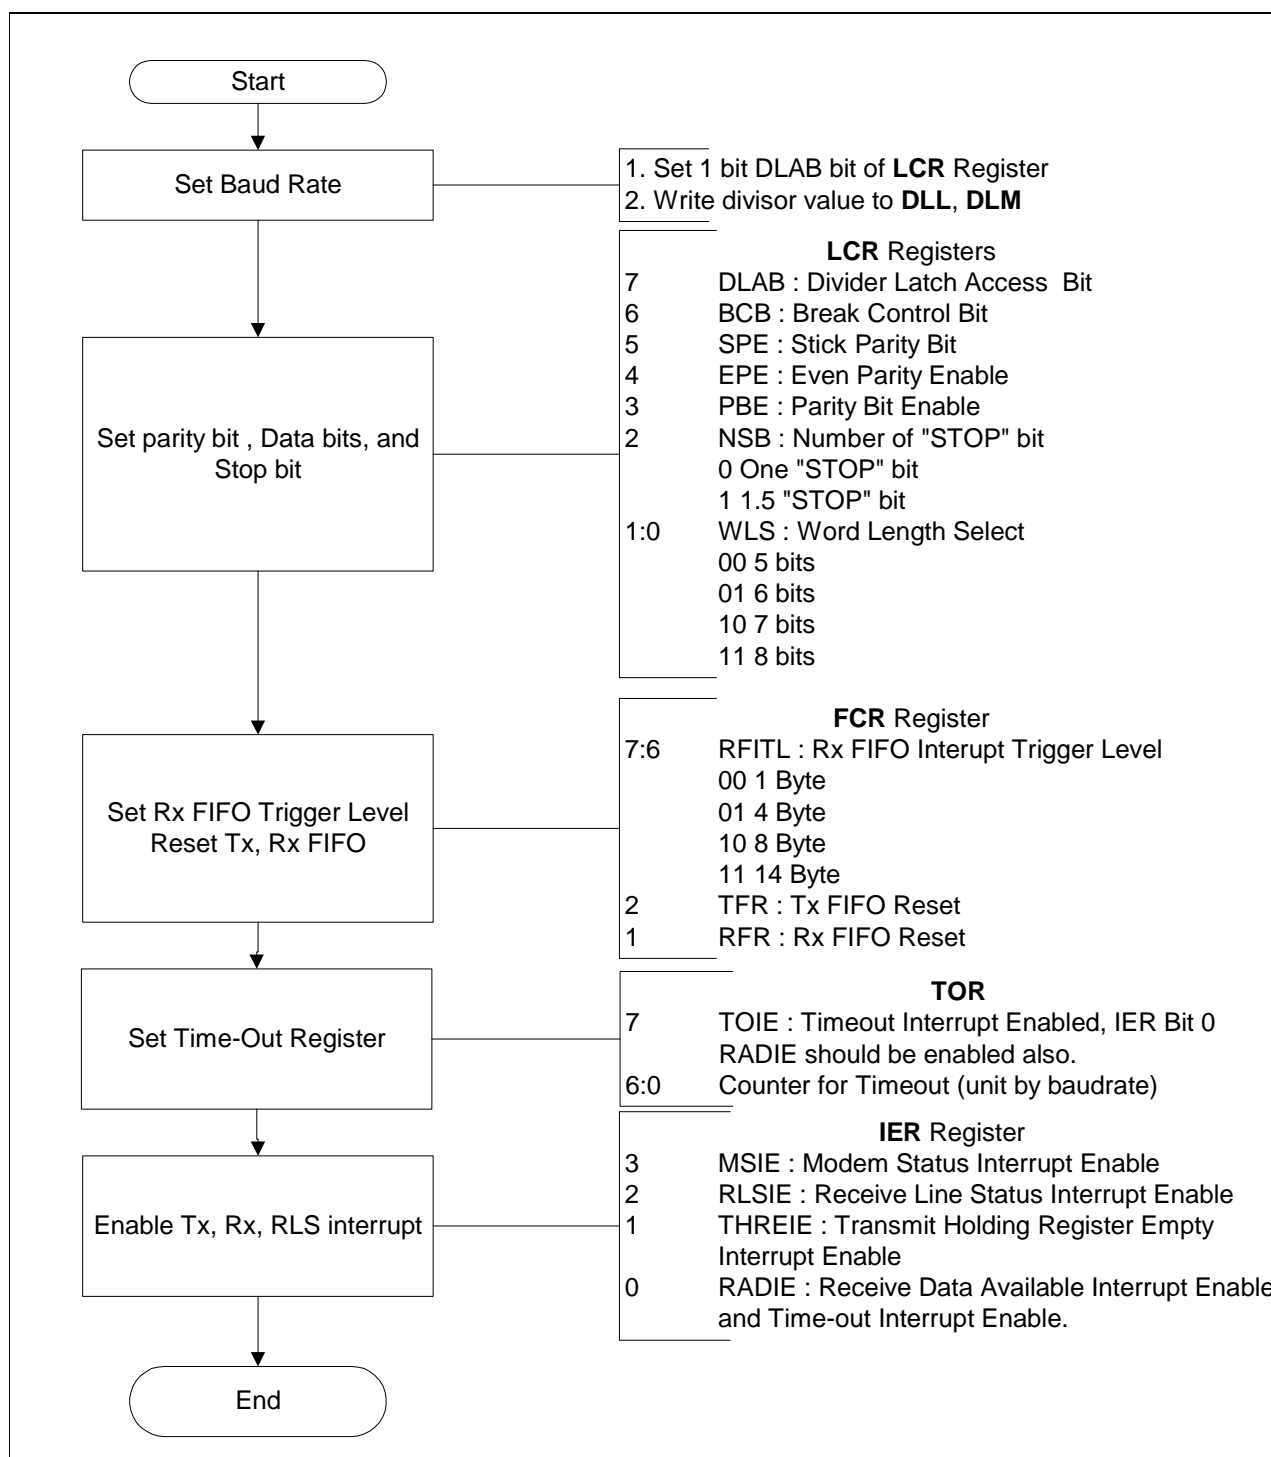 Start
Set Baud Rate
1. Set 1 bit DLAB bit of LCR Register
2. Write divisor value to DLL, DLM
Set parity bit , Data bits, and
Stop bit
LCR Registers
7 DLAB : Divider Latch Access Bit
6 BCB : Break Control Bit
5 SPE : Stick Parity Bit
4 EPE : Even Parity Enable
3 PBE : Parity Bit Enable
2 NSB : Number of "STOP" bit
0 One "STOP" bit
1 1.5 "STOP" bit
1:0 WLS : Word Length Select
00 5 bits
01 6 bits
10 7 bits
11 8 bits
Set Rx FIFO Trigger Level
Reset Tx, Rx FIFO
FCR Register
7:6 RFITL : Rx FIFO Interupt Trigger Level
00 1 Byte
01 4 Byte
10 8 Byte
11 14 Byte
2 TFR : Tx FIFO Reset
1 RFR : Rx FIFO Reset
Set Time-Out Register
TOR
7 TOIE : Timeout Interrupt Enabled, IER Bit 0
RADIE should be enabled also.
6:0 Counter for Timeout (unit by baudrate)
Enable Tx, Rx, RLS interrupt
IER Register
3 MSIE : Modem Status Interrupt Enable
2 RLSIE : Receive Line Status Interrupt Enable
1 THREIE : Transmit Holding Register Empty
Interrupt Enable
0 RADIE : Receive Data Available Interrupt Enable
and Time-out Interrupt Enable.
End